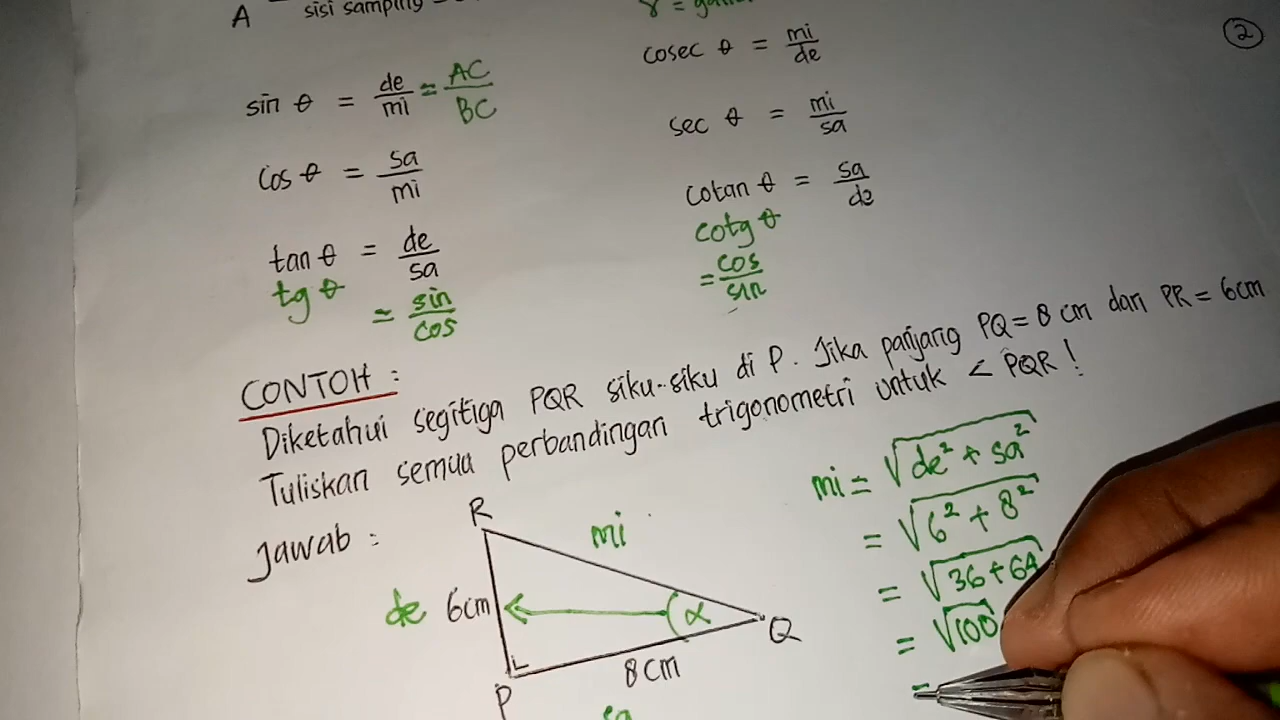 A sisi samping
γ =
2
sin θ = de/mi = AC/BC
cosec θ = mi/de
cos θ = sa/mi
sec θ = mi/sa
tan θ = de/sa
tg θ = sin/cos
cotan θ = sa/de
cotg θ
= cos/sin
CONTOH :
Diketahui segitiga PQR siku-siku di P. Jika panjang PQ = 8 cm dan PR = 6cm
Tuliskan semua perbandingan trigonometri untuk < PQR !
Jawab :
R
mi
de 6cm
α
Q
P
8 cm
sa
mi = √de² + sa²
= √6² + 8²
= √36 + 64
= √100
=